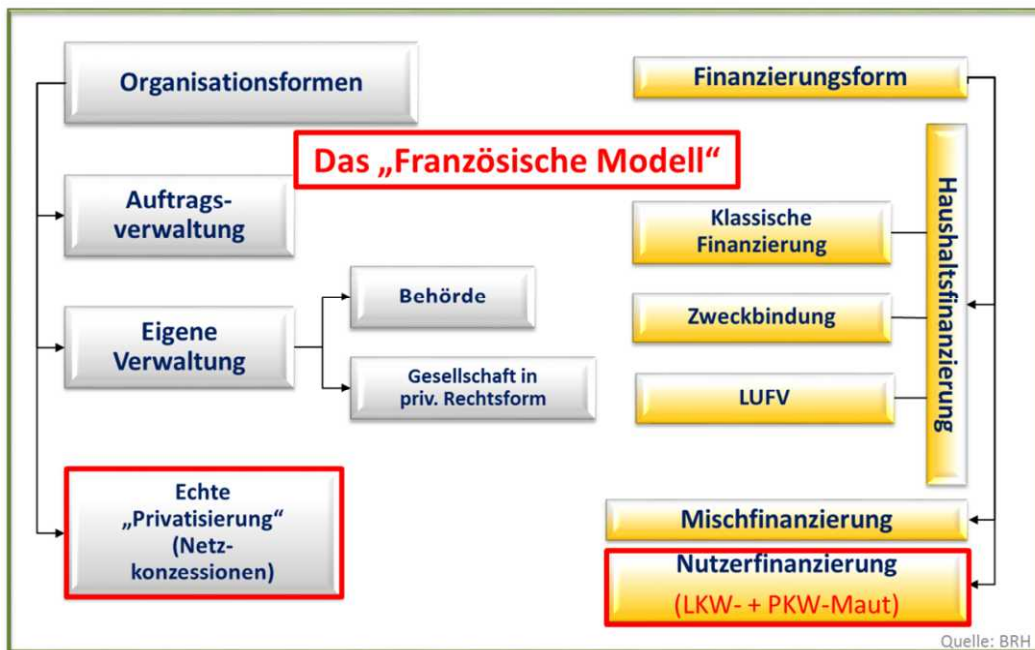 Organisationsformen
Finanzierungsform
Das „Französische Modell“
Auftrags-
verwaltung
Eigene
Verwaltung
Behörde
Gesellschaft in
priv. Rechtsform
Echte
„Privatisierung“
(Netz-
konzessionen)
Klassische
Finanzierung
Zweckbindung
LUFV
Haushaltsfinanzierung
Mischfinanzierung
Nutzerfinanzierung
(LKW- + PKW-Maut)
Quelle: BRH